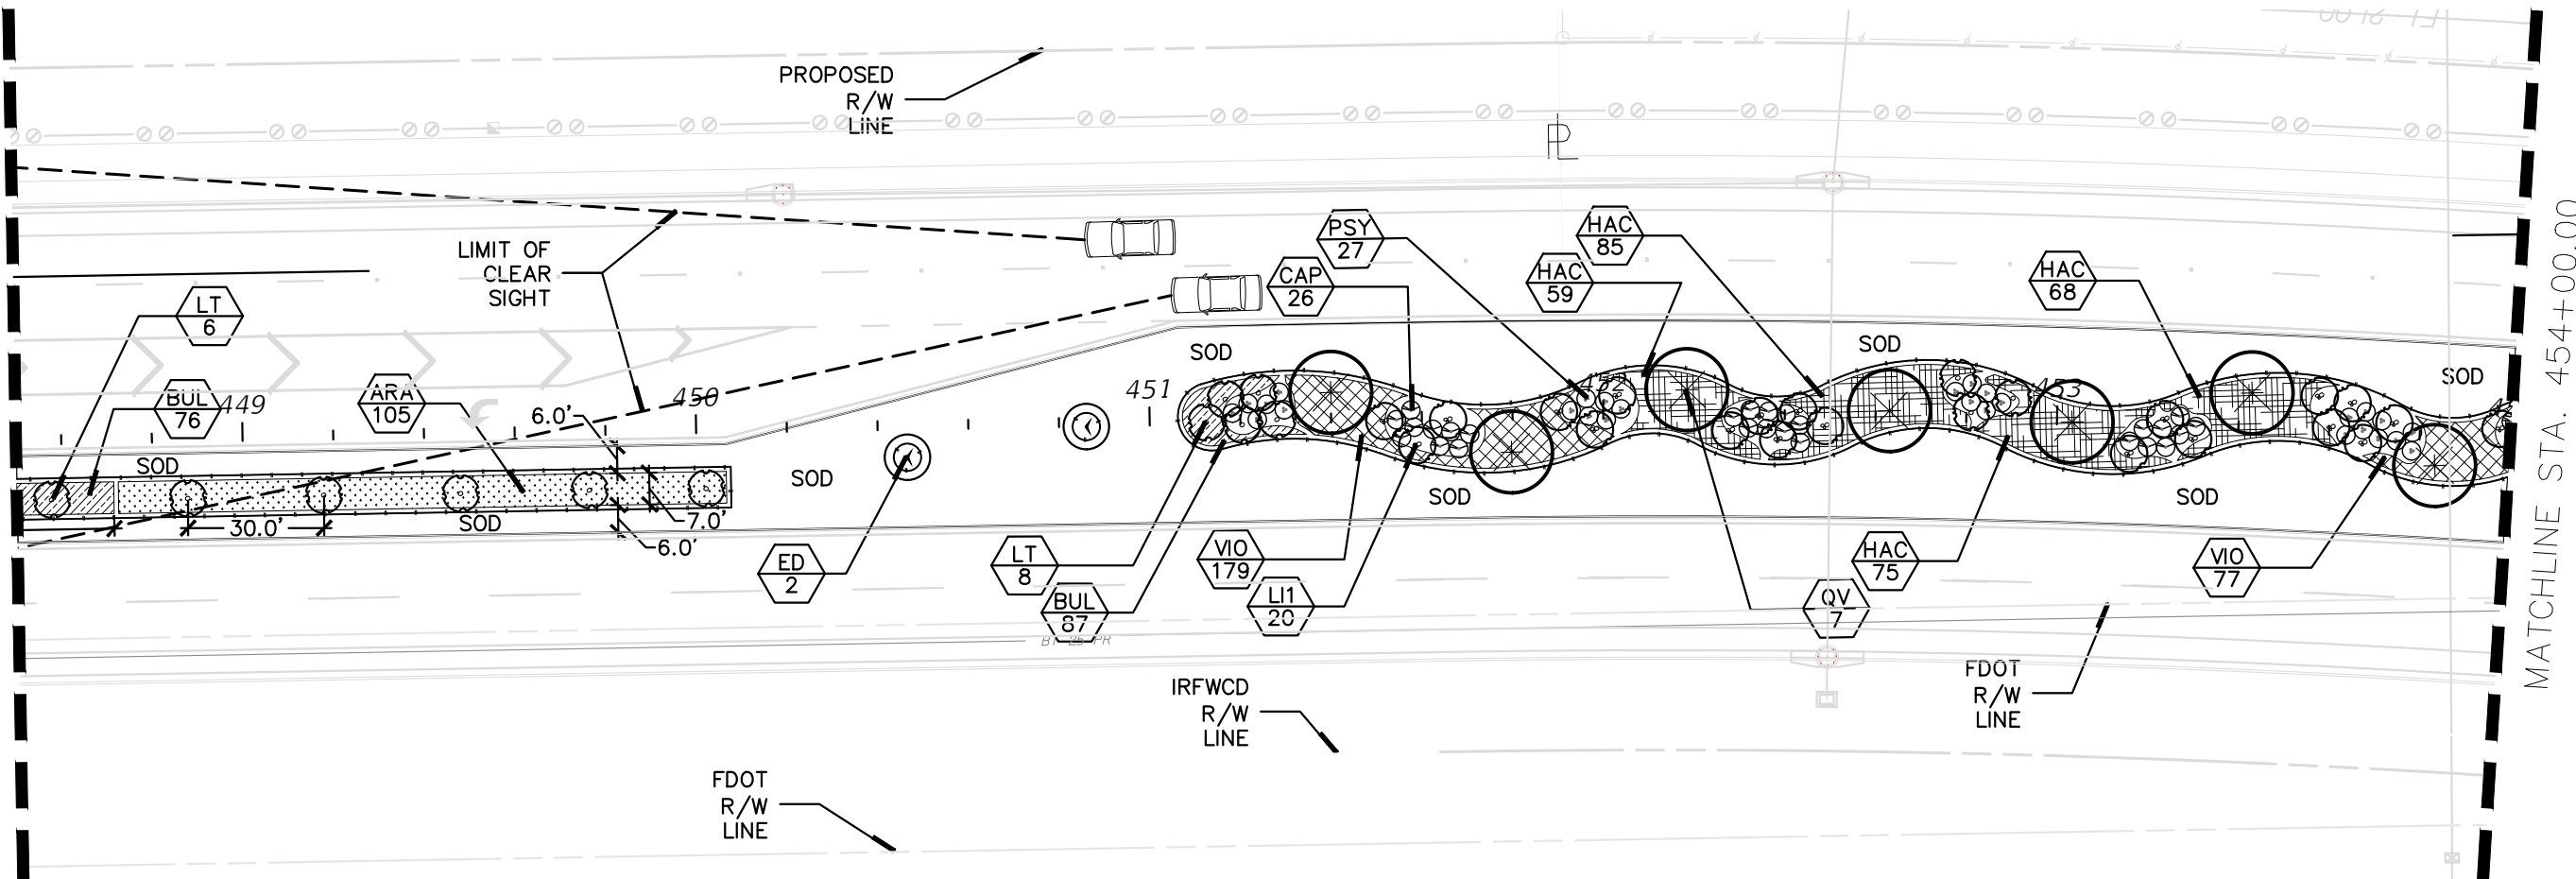 PROPOSED
R/W
LINE
PL
LIMIT OF
CLEAR
SIGHT
PSY
27
HAC
85
CAP
26
HAC
59
HAC
68
LT
6
BUL
76
449
ARA
105
6.0'
450
451
452
453
SOD
SOD
SOD
SOD
SOD
SOD
SOD
SOD
30.0'
7.0'
6.0'
ED
2
LT
8
BUL
87
VIO
179
LI1
20
QV
7
HAC
75
VIO
77
MATCHLINE STA. 454+00.00
IRFWCD
R/W
LINE
FDOT
R/W
LINE
FDOT
R/W
LINE